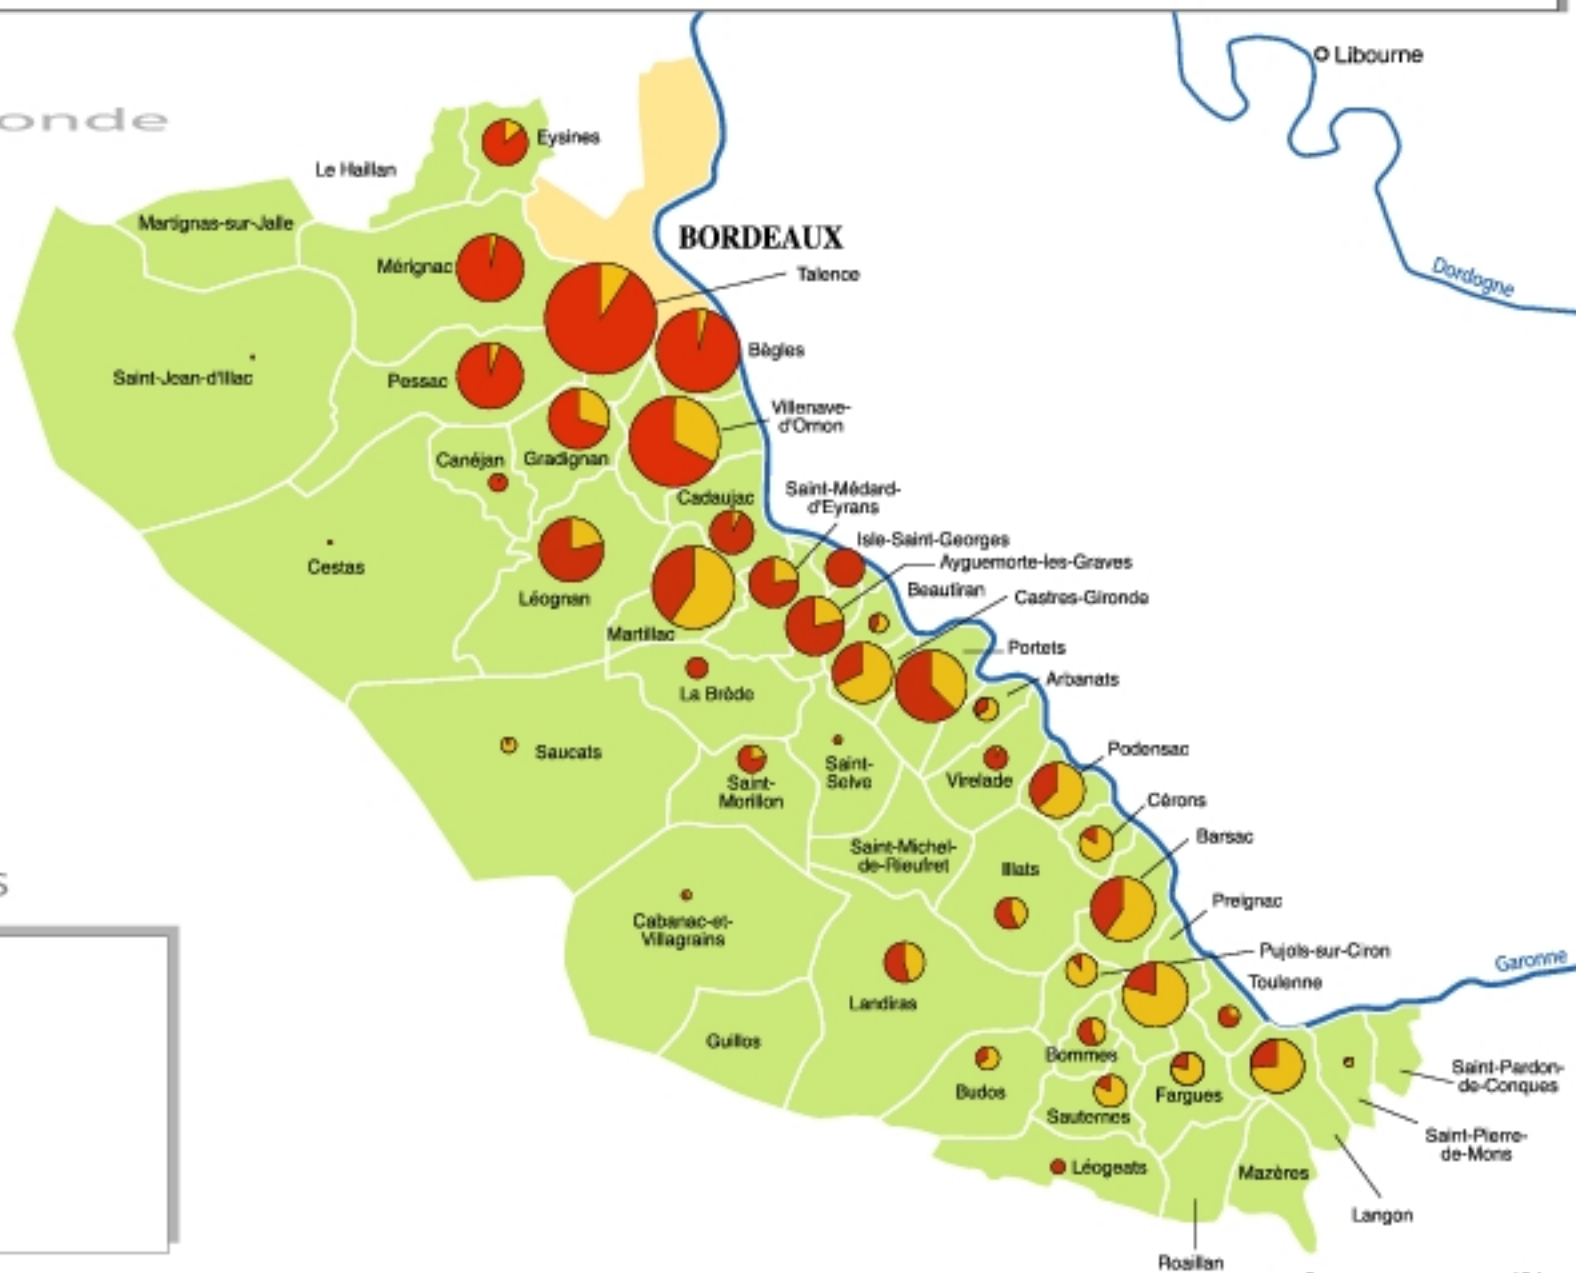 Libourne
onde
Eysines
Le Haillan
Martignas-sur-Jalle
BORDEAUX
Mérignac
Talence
Dordogne
Bègles
Saint-Jean-d'Illac
Pessac
Villenave-
d'Ornon
Canéjan
Gradignan
Cadaujac
Saint-Médard-
d'Eyrans
Isle-Saint-Georges
Ayguemorte-les-Graves
Cestas
Beautiran
Castres-Gironde
Léognan
Martillac
Portets
Arbanats
La Brède
Saucats
Podensac
Saint-
Selve
Virelade
Saint-
Morillon
Cérons
Barsac
Saint-Michel-
de-Rieufret
Illats
S
Preignac
Cabanac-et-
Villagrains
Pujols-sur-Ciron
Garonne
Toulenne
Landiras
Guillos
Bommes
Saint-Pardon-
de-Conques
Budos
Fargues
Sauternes
Saint-Pierre-
de-Mons
Léogeats
Mazères
Langon
Roaillan